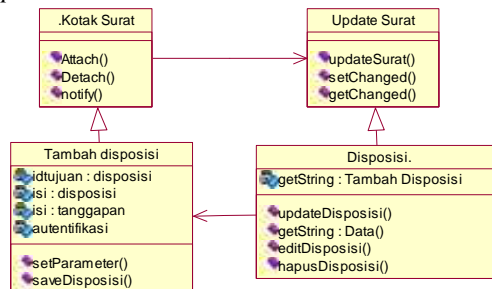 .Kotak Surat
Attach()
Detach()
notify()
Update Surat
updateSurat()
setChanged()
getChanged()
Tambah disposisi
idtujuan : disposisi
isi : disposisi
isi : tanggapan
autentifikasi
setParameter()
saveDisposisi()
Disposisi.
getString : Tambah Disposisi
updateDisposisi()
getString : Data()
editDisposisi()
hapusDisposisi()